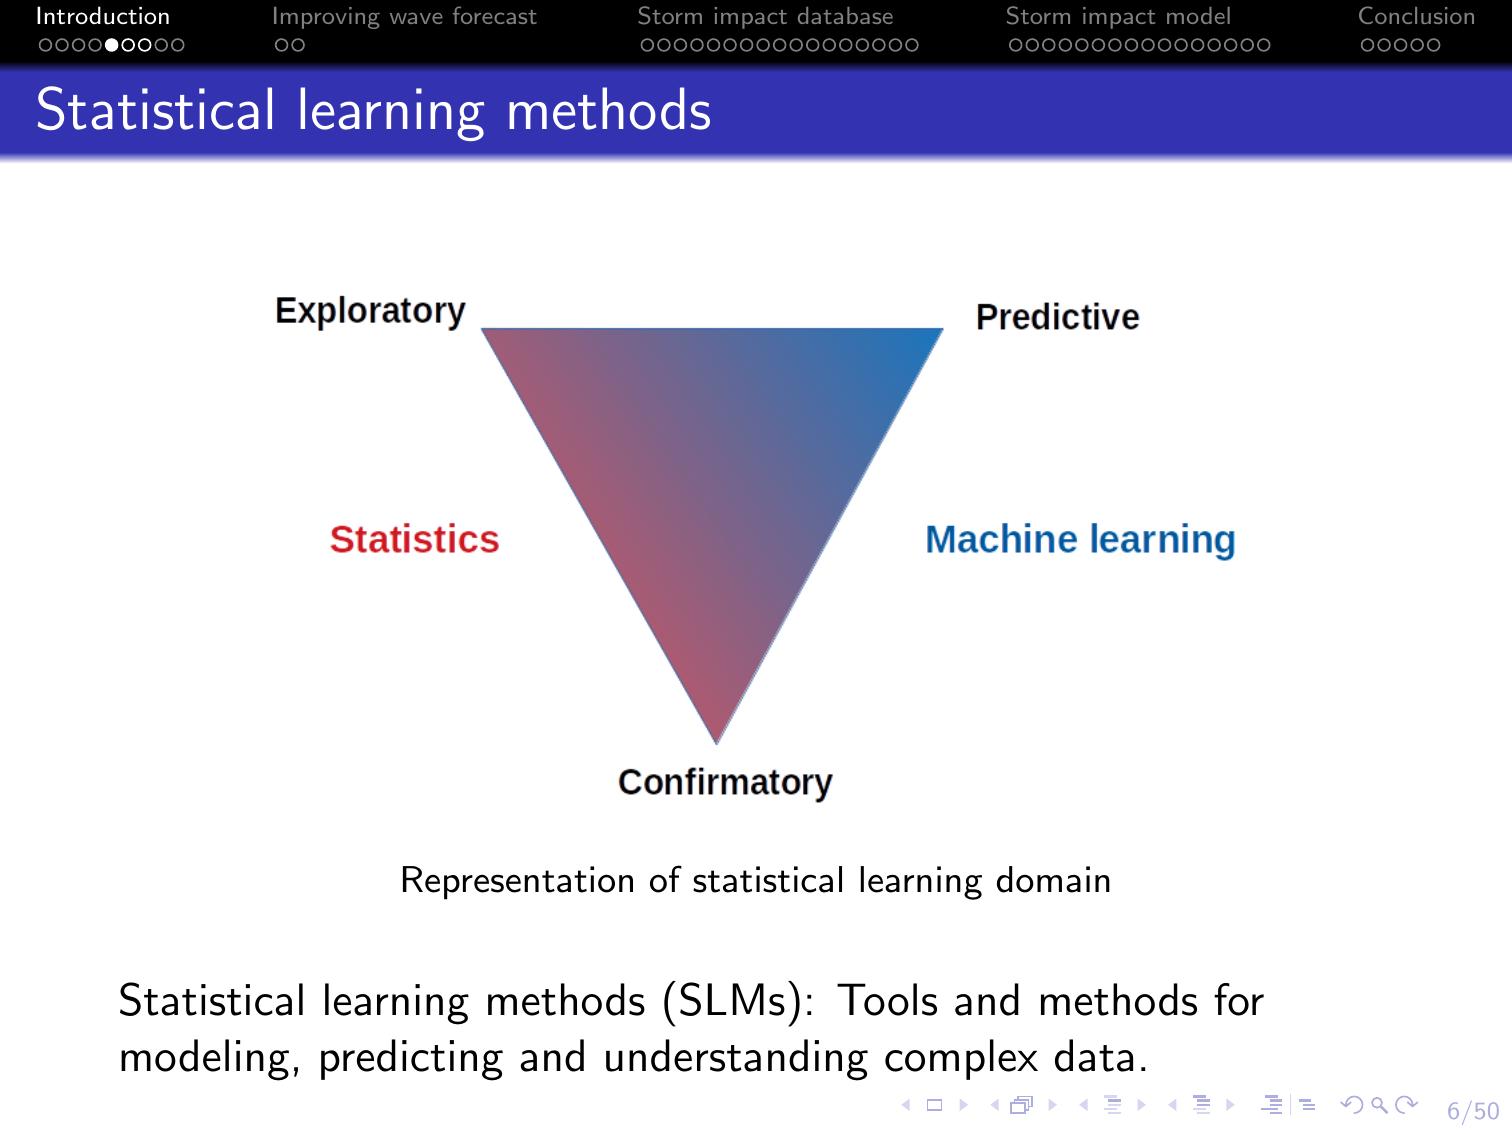 Introduction
Improving wave forecast
Storm impact database
Storm impact model
Conclusion
Statistical learning methods
Exploratory
Predictive
Statistics
Machine learning
Confirmatory
Representation of statistical learning domain
Statistical learning methods (SLMs): Tools and methods for
modeling, predicting and understanding complex data.
6/50